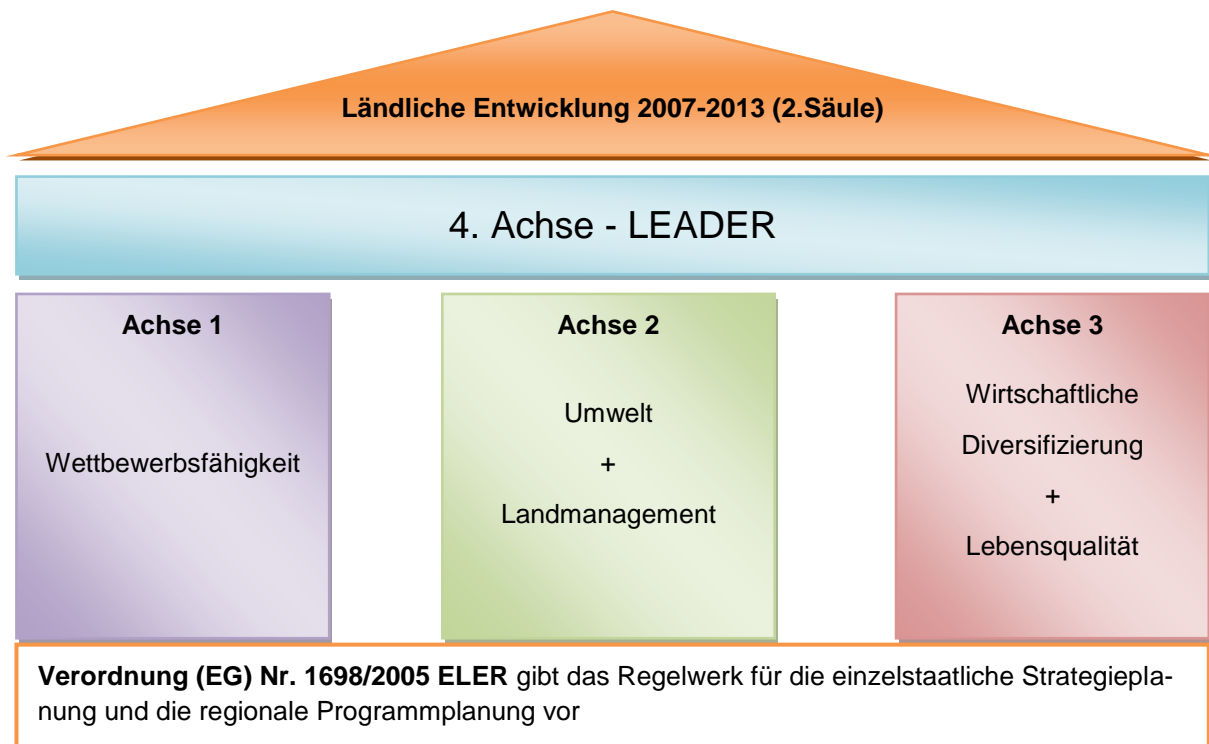 Ländliche Entwicklung 2007-2013 (2.Säule)
4. Achse - LEADER
Achse 1
Wettbewerbsfähigkeit
Achse 2
Umwelt
+
Landmanagement
Achse 3
Wirtschaftliche
Diversifizierung
+
Lebensqualität
Verordnung (EG) Nr. 1698/2005 ELER gibt das Regelwerk für die einzelstaatliche Strategiepla-
nung und die regionale Programmplanung vor